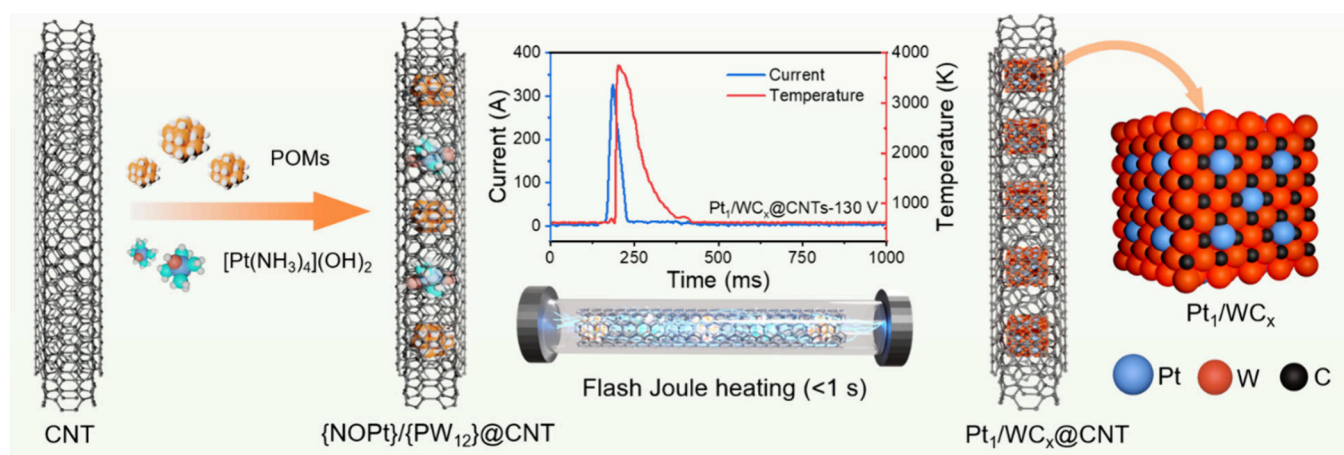 CNT
POMs
[Pt(NH₃)₄](OH)₂
{NOPt}/{PW₁₂}@CNT
Current (A)
400
300
200
100
0
Current
Temperature
Pt₁/WCₓ@CNTs-130 V
4000
3000
2000
1000
Temperature (K)
0
250
500
750
1000
Time (ms)
Flash Joule heating (<1 s)
Pt₁/WCₓ@CNT
Pt₁/WCₓ
Pt
W
C